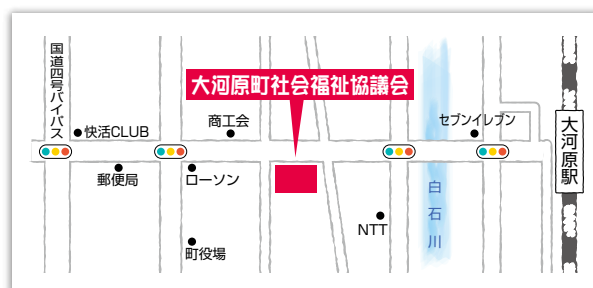 国道四号バイパス
大河原町社会福祉協議会
快活CLUB
商工会
セブンイレブン
大河原駅
郵便局
ローソン
白石川
NTT
町役場